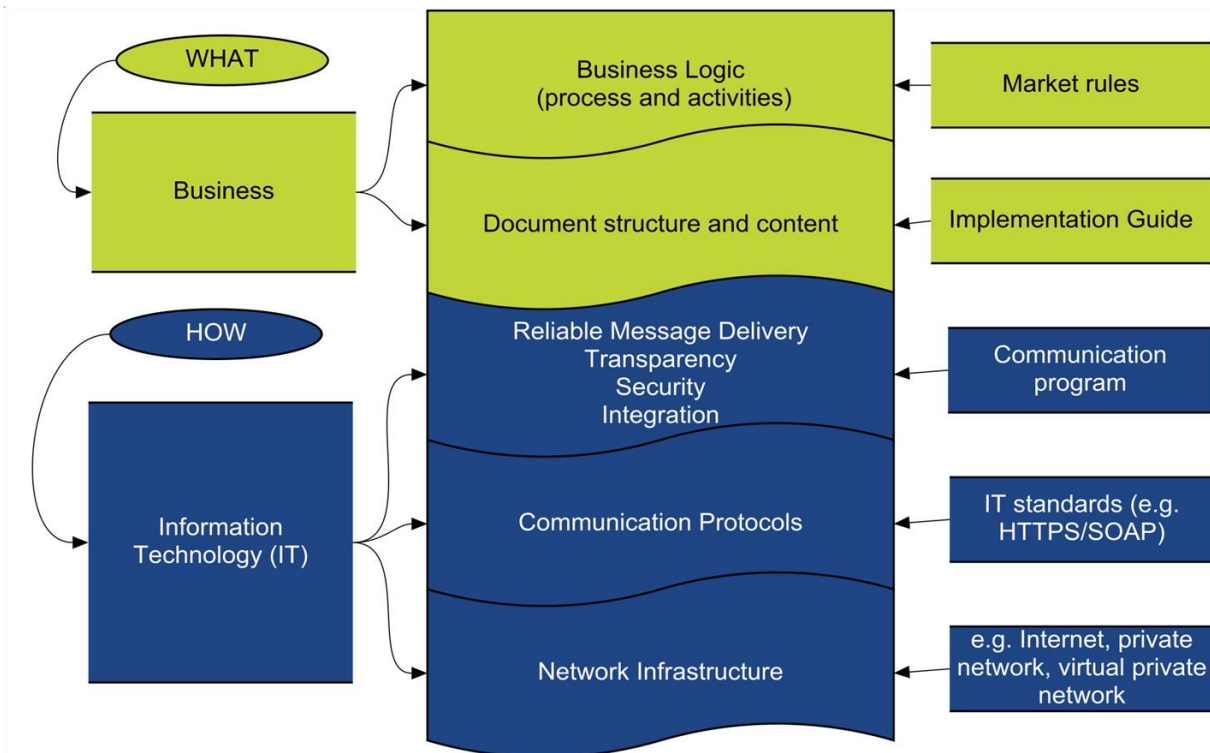 WHAT
Business
HOW
Information
Technology (IT)
Business Logic
(process and activities)
Document structure and content
Reliable Message Delivery
Transparency
Security
Integration
Communication Protocols
Network Infrastructure
Market rules
Implementation Guide
Communication
program
IT standards (e.g.
HTTPS/SOAP)
e.g. Internet, private
network, virtual private
network